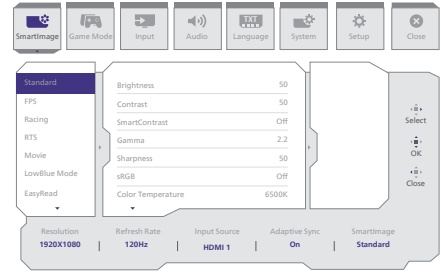 SmartImage Game Mode Input Audio Language System Setup Close
TXT
Standard
FPS
Racing
RTS
Movie
LowBlue Mode
EasyRead
Brightness 50
Contrast 50
SmartContrast Off
Gamma 2.2
Sharpness 50
sRGB Off
Color Temperature 6500K
Select
OK
Close
Resolution Refresh Rate Input Source Adaptive Sync SmartImage
1920X1080 | 120Hz | HDMI 1 | On | Standard